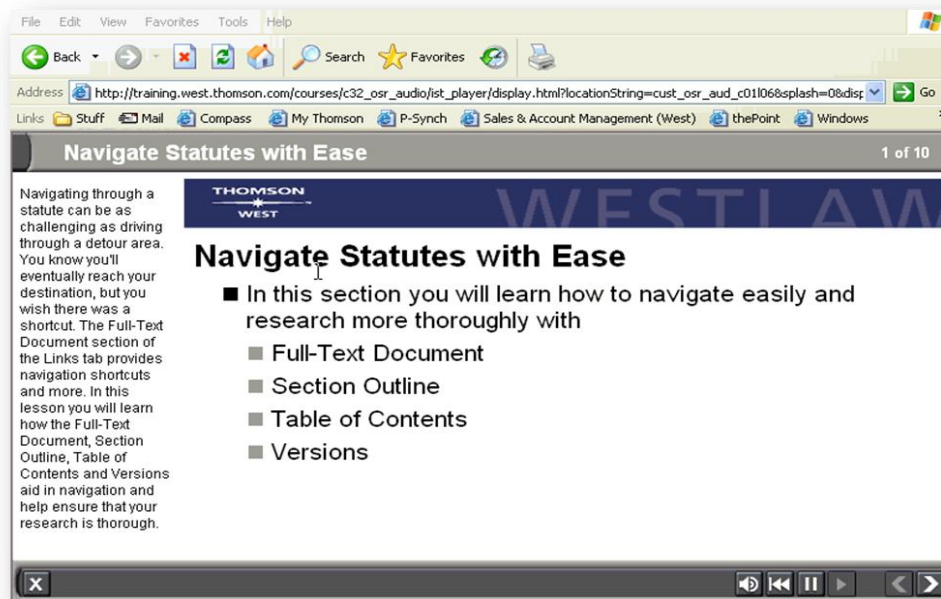 File Edit View Favorites Tools Help
Back Search Favorites
Address http://training.west.thomson.com/courses/c32_osr_audio/ist_player/display.html?locationString=cust_osr_aud_c01l06&splash=0&disp Go
Links Stuff Mail Compass My Thomson P-Synch Sales & Account Management (West) thePoint Windows
Navigate Statutes with Ease 1 of 10
Navigating through a
statute can be as
challenging as driving
through a detour area.
You know you'll
eventually reach your
destination, but you
wish there was a
shortcut. The Full-Text
Document section of
the Links tab provides
navigation shortcuts
and more. In this
lesson you will learn
how the Full-Text
Document, Section
Outline, Table of
Contents and Versions
aid in navigation and
help ensure that your
research is thorough.
THOMSON
WEST
WESTLAW
Navigate Statutes with Ease
In this section you will learn how to navigate easily and
research more thoroughly with
Full-Text Document
Section Outline
Table of Contents
Versions